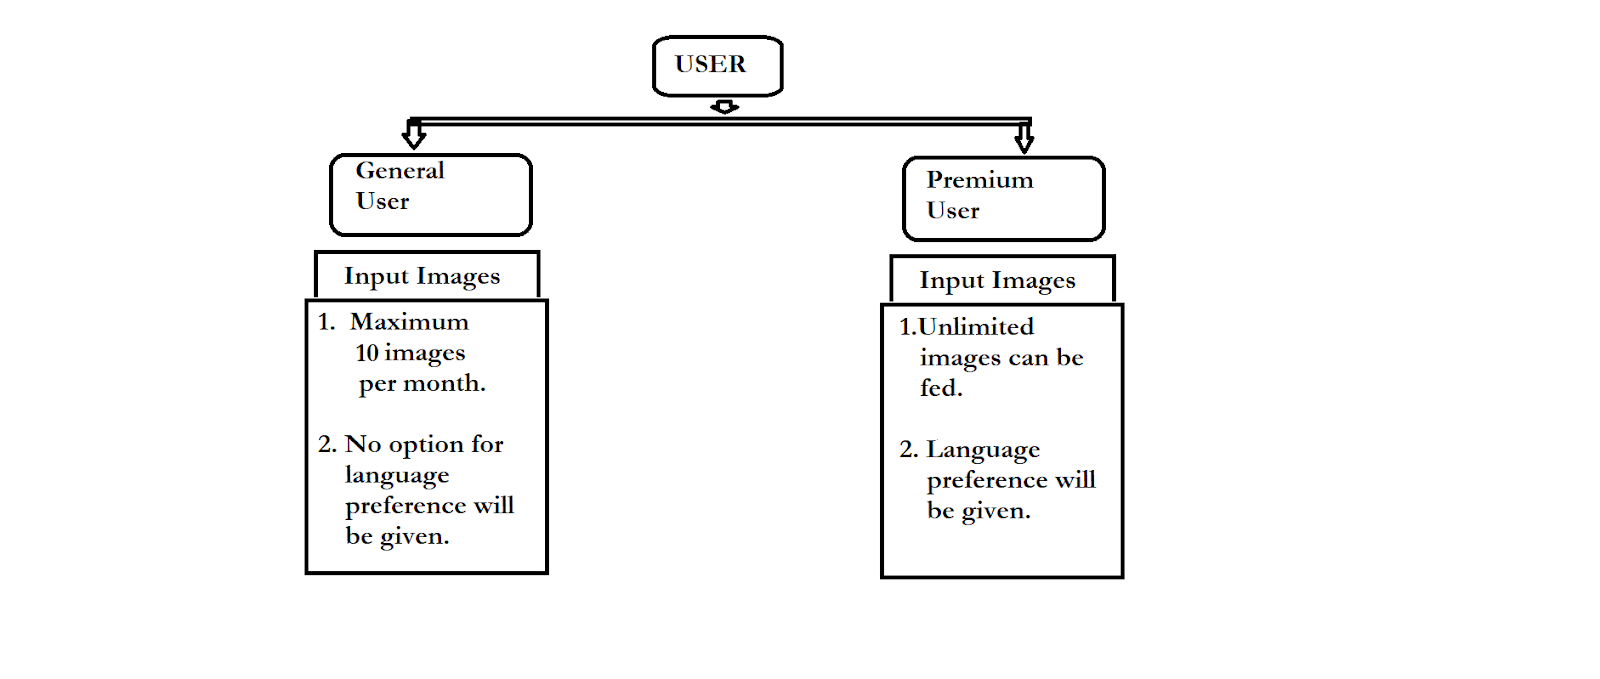 USER
General
User
Input Images
1. Maximum
10 images
per month.
2. No option for
language
preference will
be given.
Premium
User
Input Images
1.Unlimited
images can be
fed.
2. Language
preference will
be given.